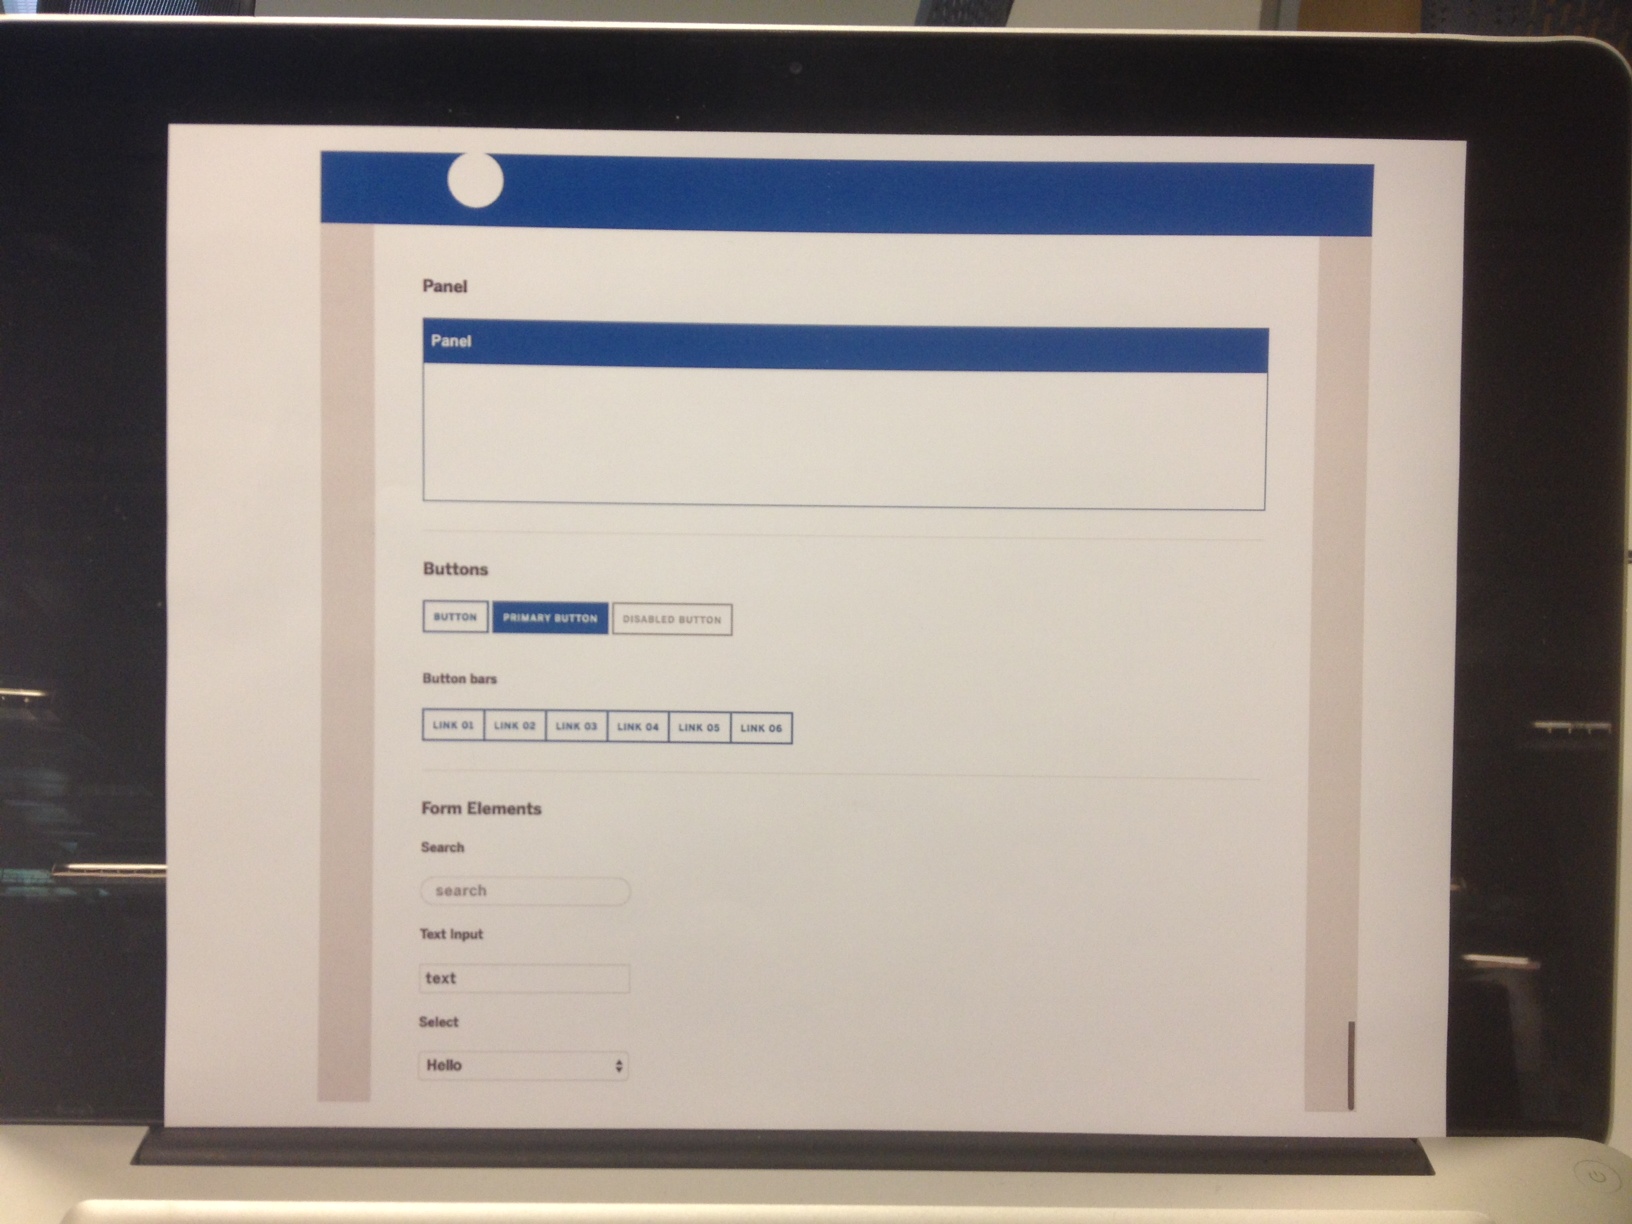 Panel
Panel
Buttons
BUTTON PRIMARY BUTTON DISABLED BUTTON
Button bars
LINK 01 LINK 02 LINK 03 LINK 04 LINK 05 LINK 06
Form Elements
Search
search
Text Input
text
Select
Hello